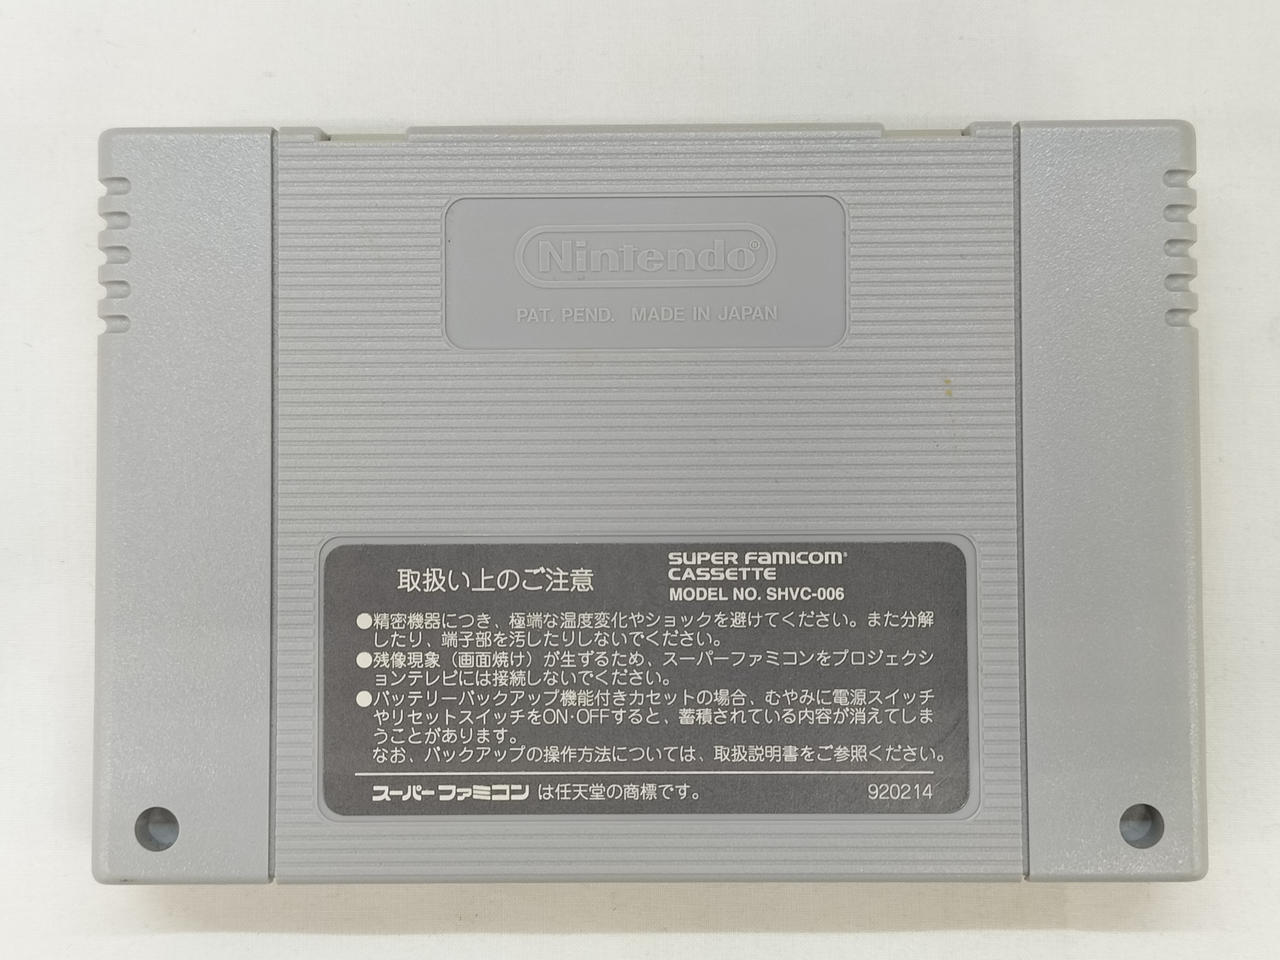 Nintendo®
PAT. PEND. MADE IN JAPAN
取扱い上のご注意
SUPER FAMICOM®
CASSETTE
MODEL NO. SHVC-006
●精密機器につき、極端な温度変化やショックを避けてください。また分解
したり、端子部を汚したりしないでください。
●残像現象（画面焼け）が生ずるため、スーパーファミコンをプロジェクシ
ョンテレビには接続しないでください。
●バッテリーバックアップ機能付きカセットの場合、むやみに電源スイッチ
やリセットスイッチをON·OFFすると、蓄積されている内容が消えてしま
うことがあります。
なお、バックアップの操作方法については、取扱説明書をご参照ください。
スーパーファミコン は任天堂の商標です。 920214